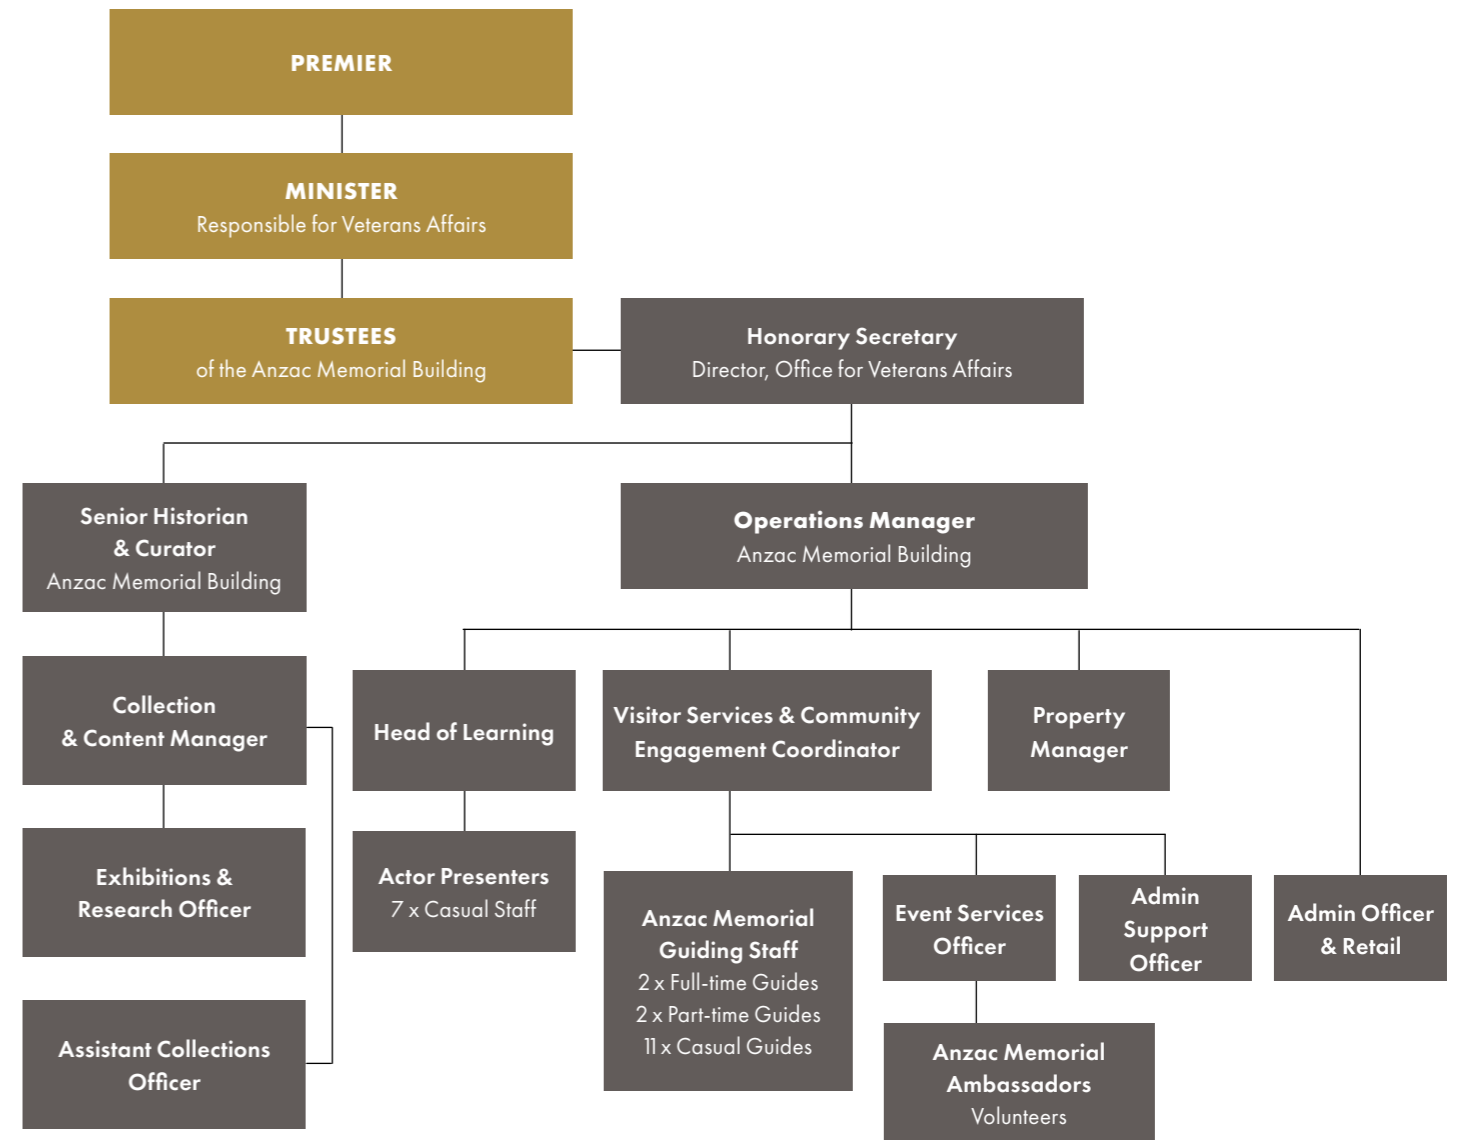 PREMIER
MINISTER
Responsible for Veterans Affairs
TRUSTEES
of the Anzac Memorial Building
Honorary Secretary
Director, Office for Veterans Affairs
Senior Historian
& Curator
Anzac Memorial Building
Operations Manager
Anzac Memorial Building
Collection
& Content Manager
Head of Learning
Visitor Services & Community
Engagement Coordinator
Property
Manager
Exhibitions &
Research Officer
Actor Presenters
7 x Casual Staff
Anzac Memorial
Guiding Staff
2 x Full-time Guides
2 x Part-time Guides
11 x Casual Guides
Event Services
Officer
Admin
Support
Officer
Admin Officer
& Retail
Assistant Collections
Officer
Anzac Memorial
Ambassadors
Volunteers